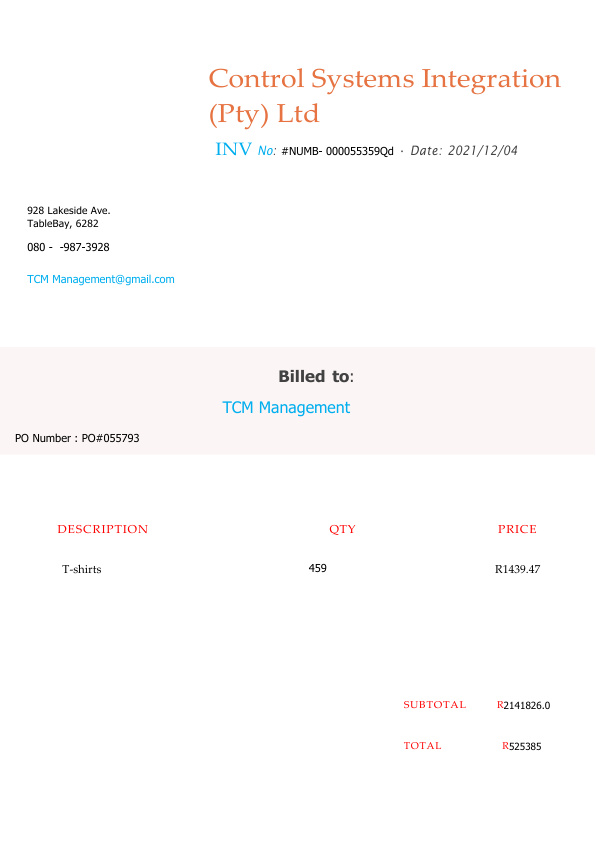 Control Systems Integration
(Pty) Ltd
INV No: #NUMB- 000055359Qd · Date: 2021/12/04
928 Lakeside Ave.
TableBay, 6282
080 -  -987-3928
TCM Management@gmail.com
Billed to:
TCM Management
PO Number : PO#055793
DESCRIPTION QTY PRICE
T-shirts 459 R1439.47
SUBTOTAL R2141826.0
TOTAL R525385